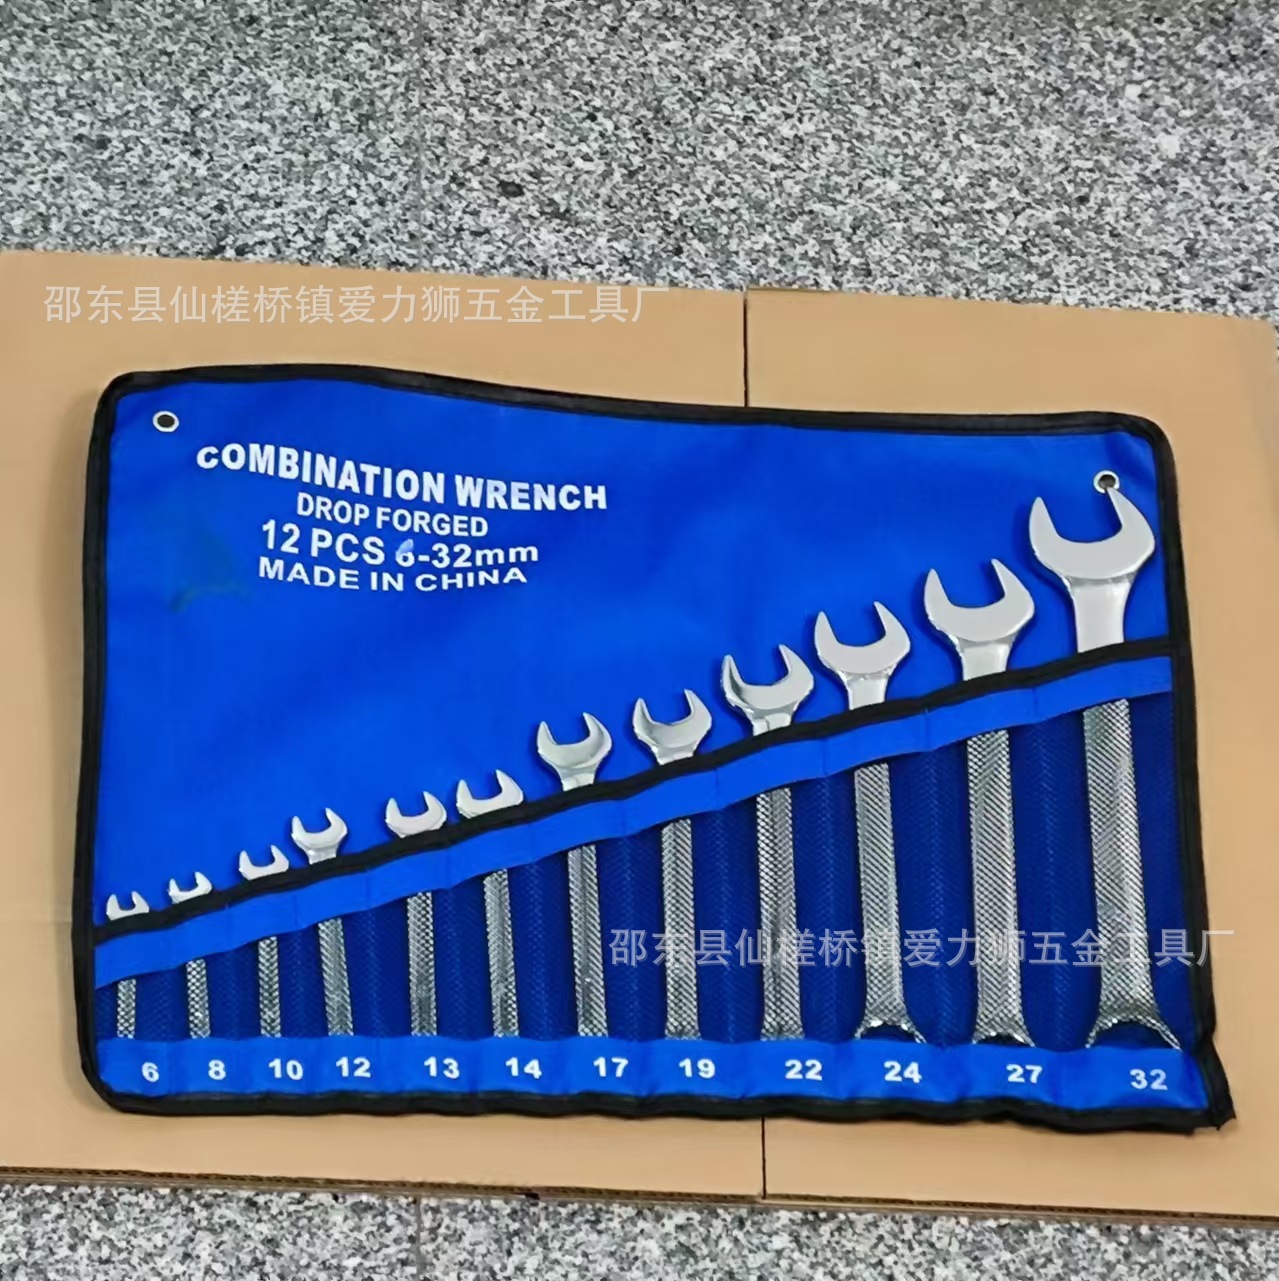 邵东县仙槎桥镇爱力狮五金工具厂
COMBINATION WRENCH
DROP FORGED
12 PCS 6-32mm
MADE IN CHINA
邵东县仙槎桥镇爱力狮五金工具厂
6 8 10 12 13 14 17 19 22 24 27 32